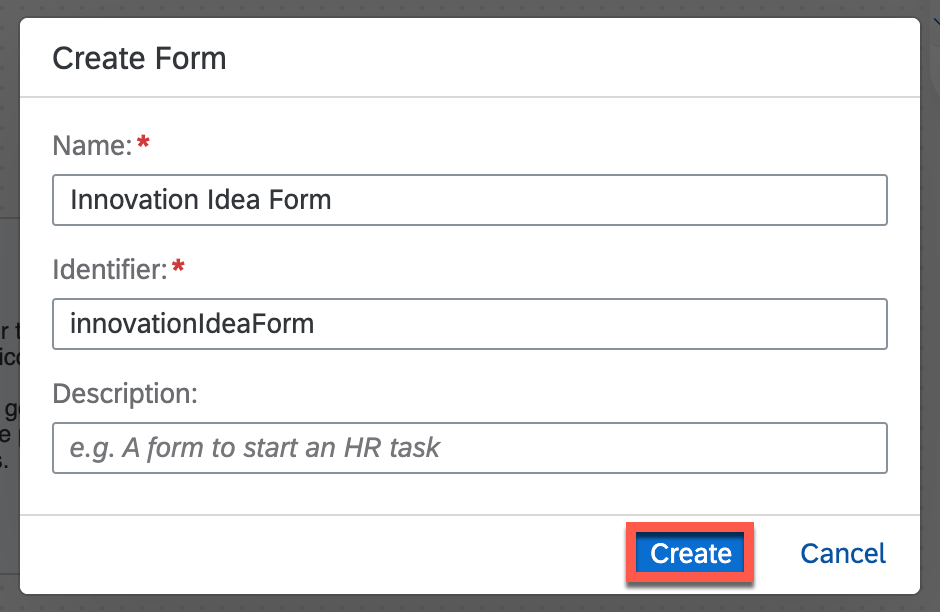 Create Form
Name: *
Innovation Idea Form
Identifier: *
innovationIdeaForm
Description:
e.g. A form to start an HR task
Create
Cancel